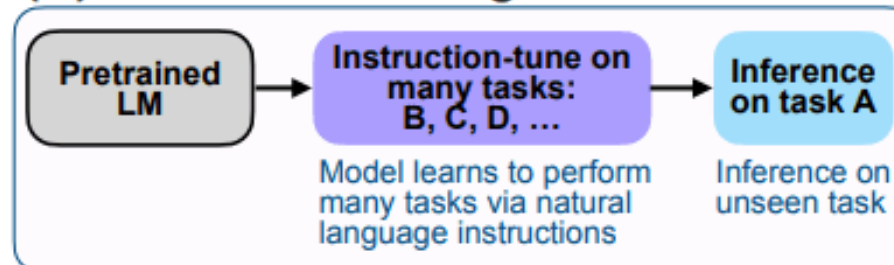 Pretrained
LM
Instruction-tune on
many tasks:
B, C, D, …
Inference
on task A
Model learns to perform
many tasks via natural
language instructions
Inference on
unseen task